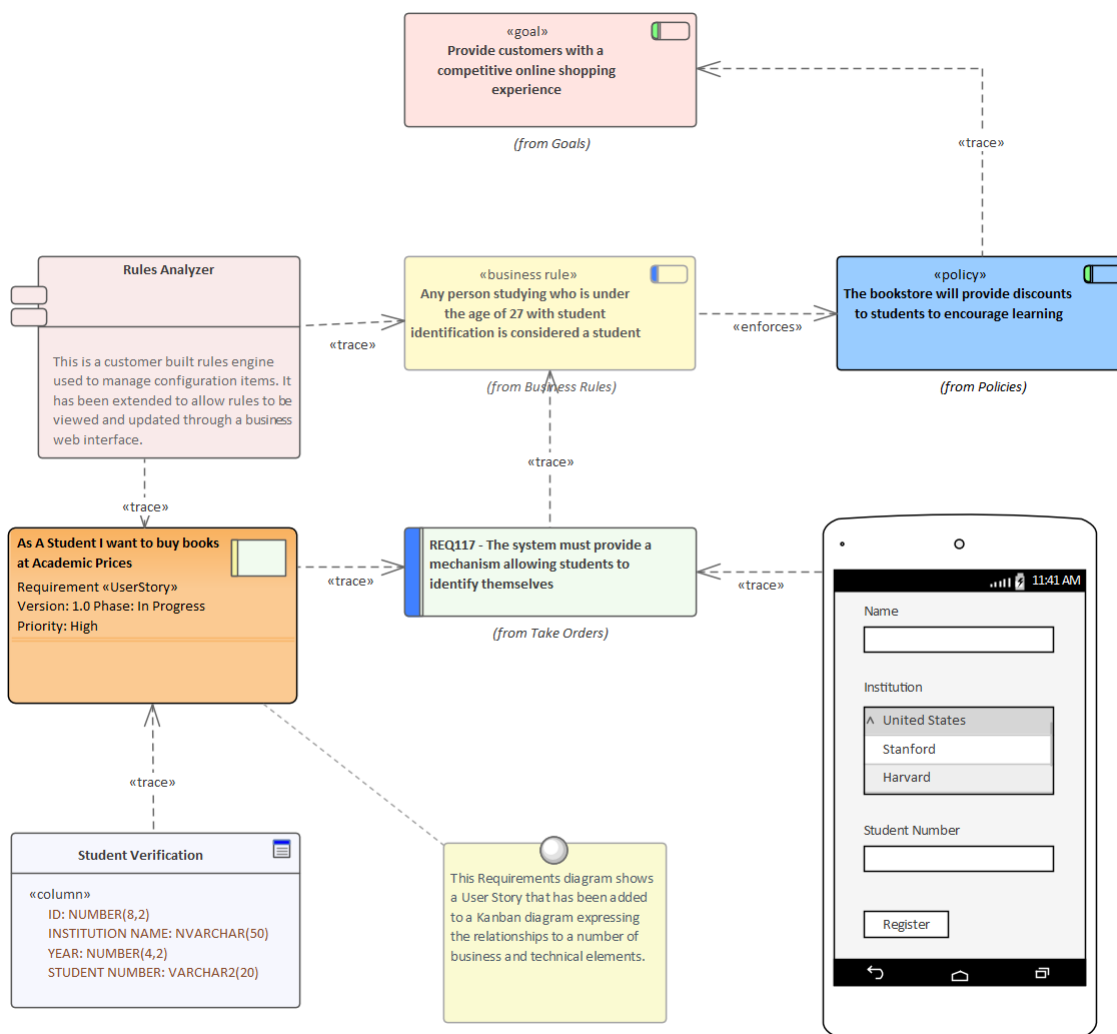 «goal»
Provide customers with a
competitive online shopping
experience
(from Goals)
«trace»
Rules Analyzer
This is a customer built rules engine
used to manage configuration items. It
has been extended to allow rules to be
viewed and updated through a business
web interface.
«trace»
«business rule»
Any person studying who is under
the age of 27 with student
identification is considered a student
(from Business Rules)
«enforces»
«policy»
The bookstore will provide discounts
to students to encourage learning
(from Policies)
«trace»
«trace»
As A Student I want to buy books
at Academic Prices
Requirement «UserStory»
Version: 1.0 Phase: In Progress
Priority: High
«trace»
REQ117 - The system must provide a
mechanism allowing students to
identify themselves
(from Take Orders)
«trace»
11:41 AM
Name
Institution
^ United States
Stanford
Harvard
Student Number
Register
«trace»
Student Verification
«column»
ID: NUMBER(8,2)
INSTITUTION NAME: NVARCHAR(50)
YEAR: NUMBER(4,2)
STUDENT NUMBER: VARCHAR2(20)
This Requirements diagram shows
a User Story that has been added
to a Kanban diagram expressing
the relationships to a number of
business and technical elements.